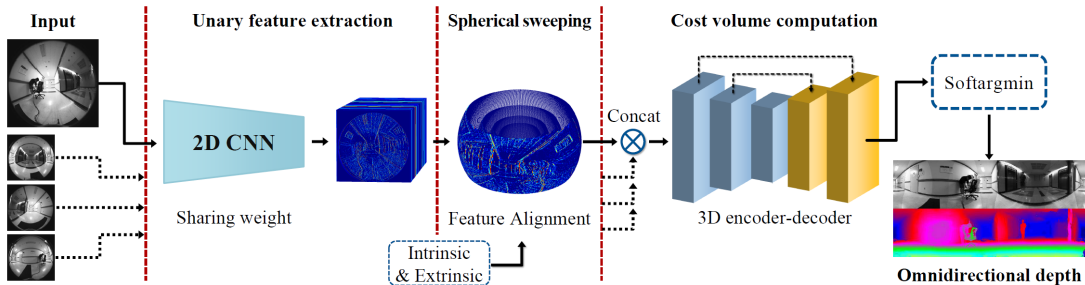 Input
Unary feature extraction
Spherical sweeping
Cost volume computation
2D CNN
Sharing weight
Feature Alignment
Intrinsic
& Extrinsic
Concat
3D encoder-decoder
Softargmin
Omnidirectional depth